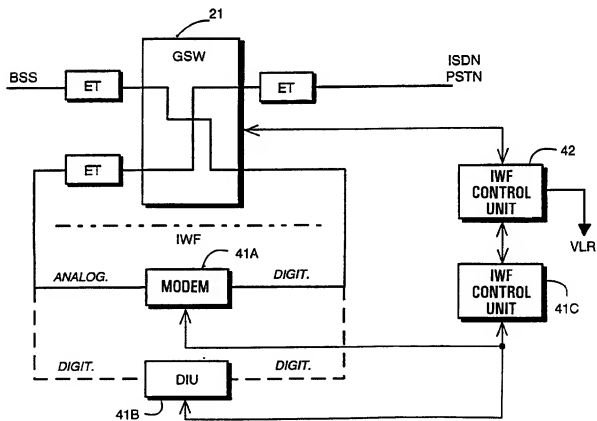 21
GSW
ISDN
PSTN
BSS
ET
ET
ET
42
IWF
CONTROL
UNIT
VLR
IWF
41A
ANALOG.
MODEM
DIGIT.
IWF
CONTROL
UNIT
41C
DIGIT.
DIU
DIGIT.
41B